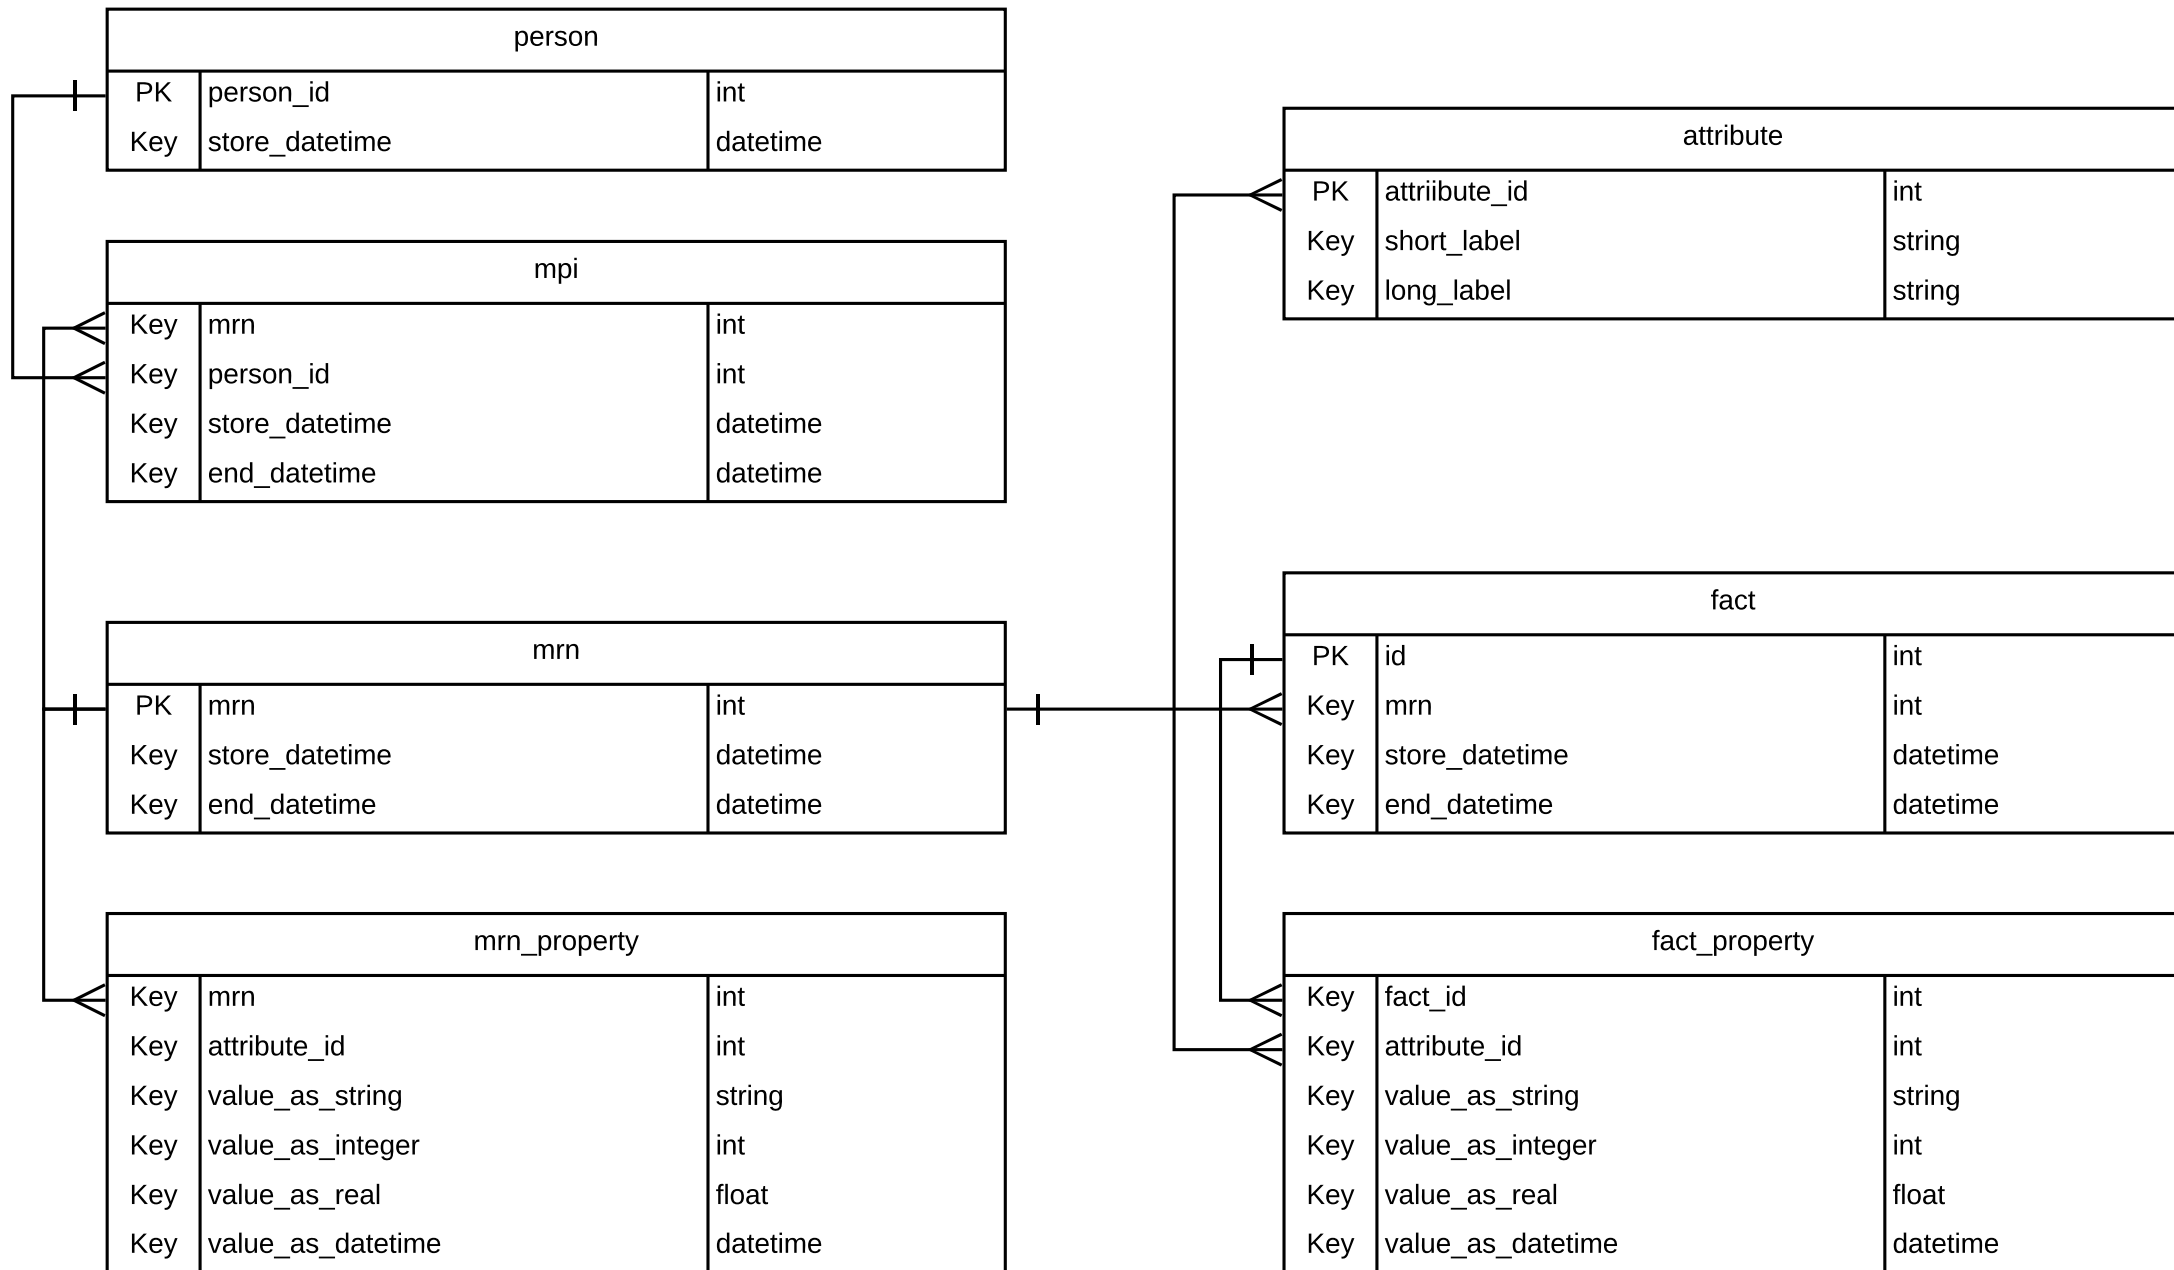 person
PK person_id int
Key store_datetime datetime
mpi
Key mrn int
Key person_id int
Key store_datetime datetime
Key end_datetime datetime
mrn
PK mrn int
Key store_datetime datetime
Key end_datetime datetime
mrn_property
Key mrn int
Key attribute_id int
Key value_as_string string
Key value_as_integer int
Key value_as_real float
Key value_as_datetime datetime
attribute
PK attriibute_id int
Key short_label string
Key long_label string
fact
PK id int
Key mrn int
Key store_datetime datetime
Key end_datetime datetime
fact_property
Key fact_id int
Key attribute_id int
Key value_as_string string
Key value_as_integer int
Key value_as_real float
Key value_as_datetime datetime